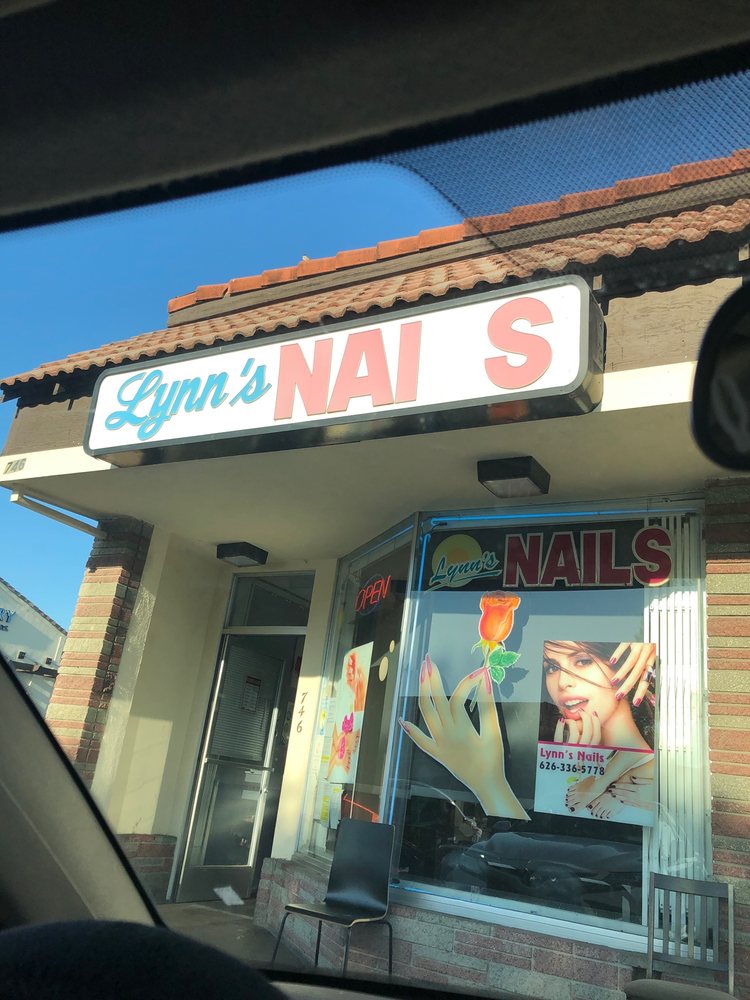 Lynn's NAI S
746
Lynn's NAILS
OPEN
746
Lynn's Nails
626-336-5778